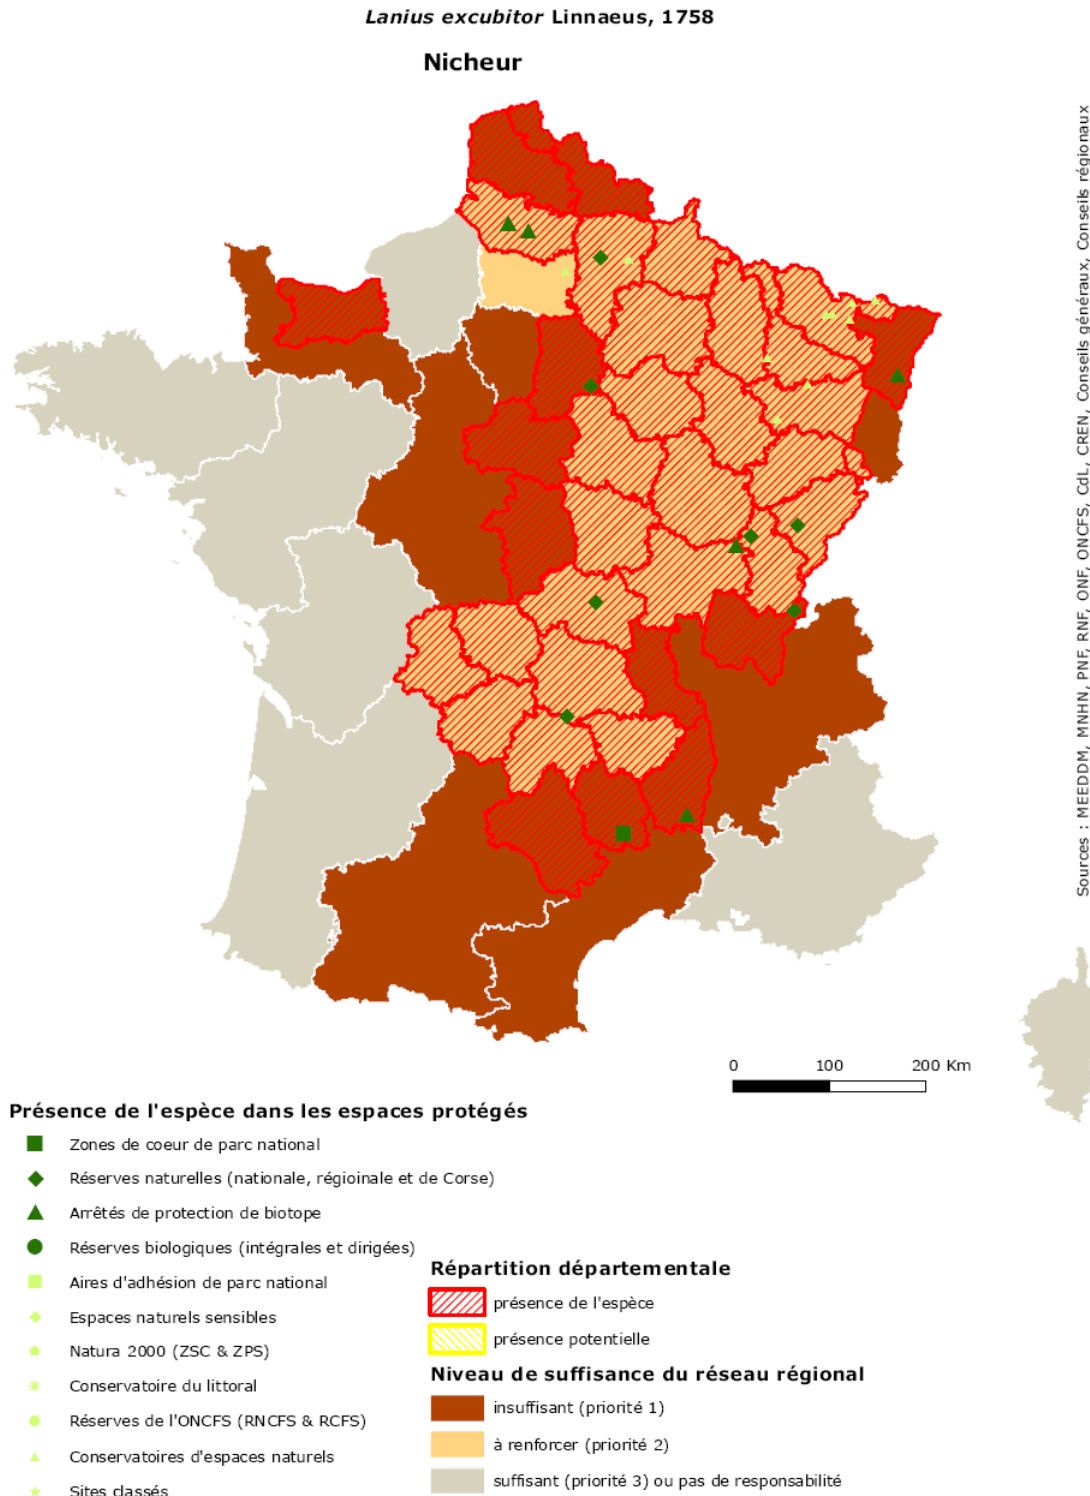 Lanius excubitor Linnaeus, 1758
Nicheur
Sources : MEEDDM, MNHN, PNF, RNF, ONF, ONCFS, CdL, CREN, Conseils généraux, Conseils régionaux
0 100 200 Km
Présence de l'espèce dans les espaces protégés
Zones de coeur de parc national
Réserves naturelles (nationale, régioinale et de Corse)
Arrêtés de protection de biotope
Réserves biologiques (intégrales et dirigées)
Aires d'adhésion de parc national
Espaces naturels sensibles
Natura 2000 (ZSC & ZPS)
Conservatoire du littoral
Réserves de l'ONCFS (RNCFS & RCFS)
Conservatoires d'espaces naturels
Sites classés
Répartition départementale
présence de l'espèce
présence potentielle
Niveau de suffisance du réseau régional
insuffisant (priorité 1)
à renforcer (priorité 2)
suffisant (priorité 3) ou pas de responsabilité